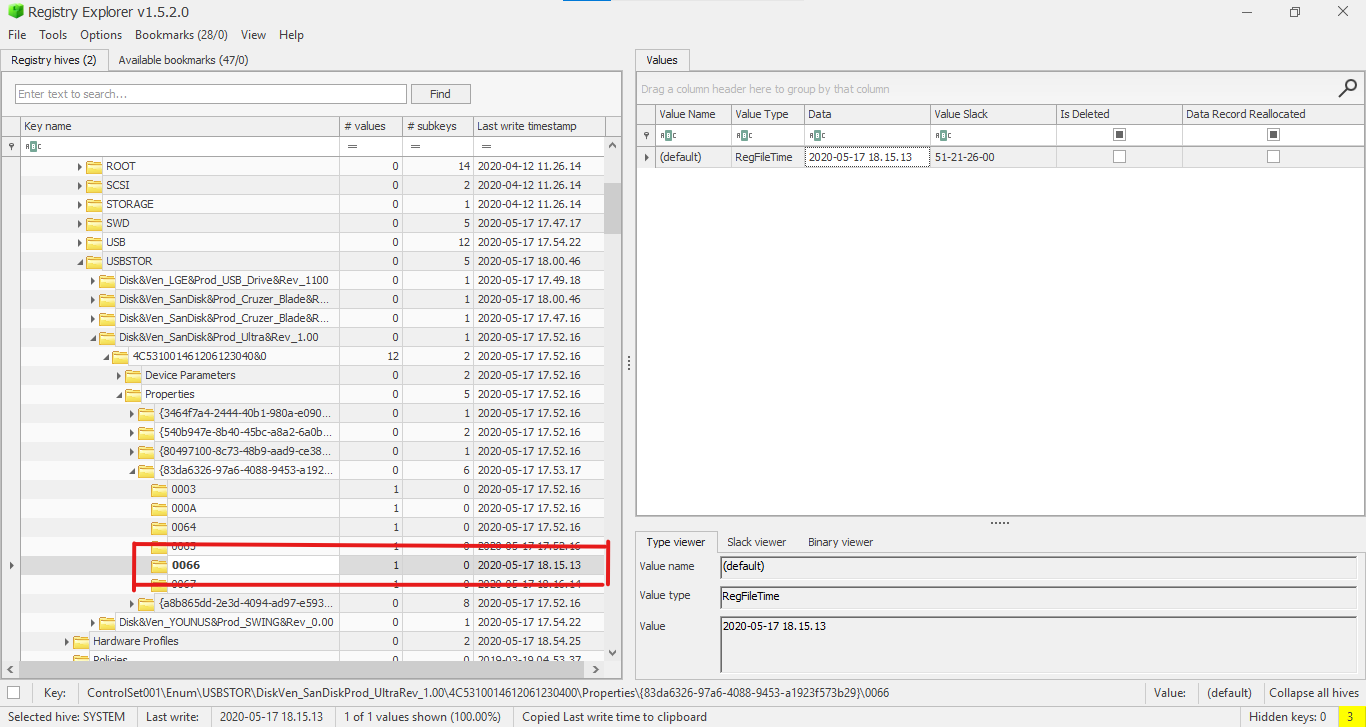 Registry Explorer v1.5.2.0
File Tools Options Bookmarks (28/0) View Help
Registry hives (2) Available bookmarks (47/0)
Enter text to search... Find
Key name # values # subkeys Last write timestamp
ROOT 0 14 2020-04-12 11.26.14
SCSI 0 2 2020-04-12 11.26.14
STORAGE 0 1 2020-04-12 11.26.14
SWD 0 5 2020-05-17 17.47.17
USB 0 12 2020-05-17 17.54.22
USBSTOR 0 5 2020-05-17 18.00.46
Disk&Ven_LGE&Prod_USB_Drive&Rev_1100 0 1 2020-05-17 17.49.18
Disk&Ven_SanDisk&Prod_Cruzer_Blade&R... 0 1 2020-05-17 18.00.46
Disk&Ven_SanDisk&Prod_Cruzer_Blade&R... 0 1 2020-05-17 17.47.16
Disk&Ven_SanDisk&Prod_Ultra&Rev_1.00 0 1 2020-05-17 17.52.16
4C531001461206123040&0 12 2 2020-05-17 17.52.16
Device Parameters 0 2 2020-05-17 17.52.16
Properties 0 5 2020-05-17 17.52.16
{3464f7a4-2444-40b1-980a-e090... 0 1 2020-05-17 17.52.16
{540b947e-8b40-45bc-a8a2-6a0b... 0 2 2020-05-17 17.52.16
{80497100-8c73-48b9-aad9-ce38... 0 1 2020-05-17 17.52.16
{83da6326-97a6-4088-9453-a192... 0 6 2020-05-17 17.53.17
0003 1 0 2020-05-17 17.52.16
000A 1 0 2020-05-17 17.52.16
0064 1 0 2020-05-17 17.52.16
0065 1 0 2020-05-17 17.52.16
0066 1 0 2020-05-17 18.15.13
0067 1 0 2020-05-17 18.16.14
{a8b865dd-2e3d-4094-ad97-e593... 0 8 2020-05-17 17.52.16
Disk&Ven_YOUNUS&Prod_SWING&Rev_0.00 0 1 2020-05-17 17.54.22
Hardware Profiles 0 2 2020-05-17 18.54.25
Policies 0 0 2019-03-19 04.53.37
Values
Drag a column header here to group by that column
Value Name Value Type Data Value Slack Is Deleted Data Record Reallocated
(default) RegFileTime 2020-05-17 18.15.13 51-21-26-00
Type viewer Slack viewer Binary viewer
Value name (default)
Value type RegFileTime
Value 2020-05-17 18.15.13
Key: ControlSet001\Enum\USBSTOR\DiskVen_SanDiskProd_UltraRev_1.00\4C5310014612061230400\Properties\{83da6326-97a6-4088-9453-a1923f573b29}\0066 Value: (default) Collapse all hives
Selected hive: SYSTEM Last write: 2020-05-17 18.15.13 1 of 1 values shown (100.00%) Copied Last write time to clipboard Hidden keys: 0 3